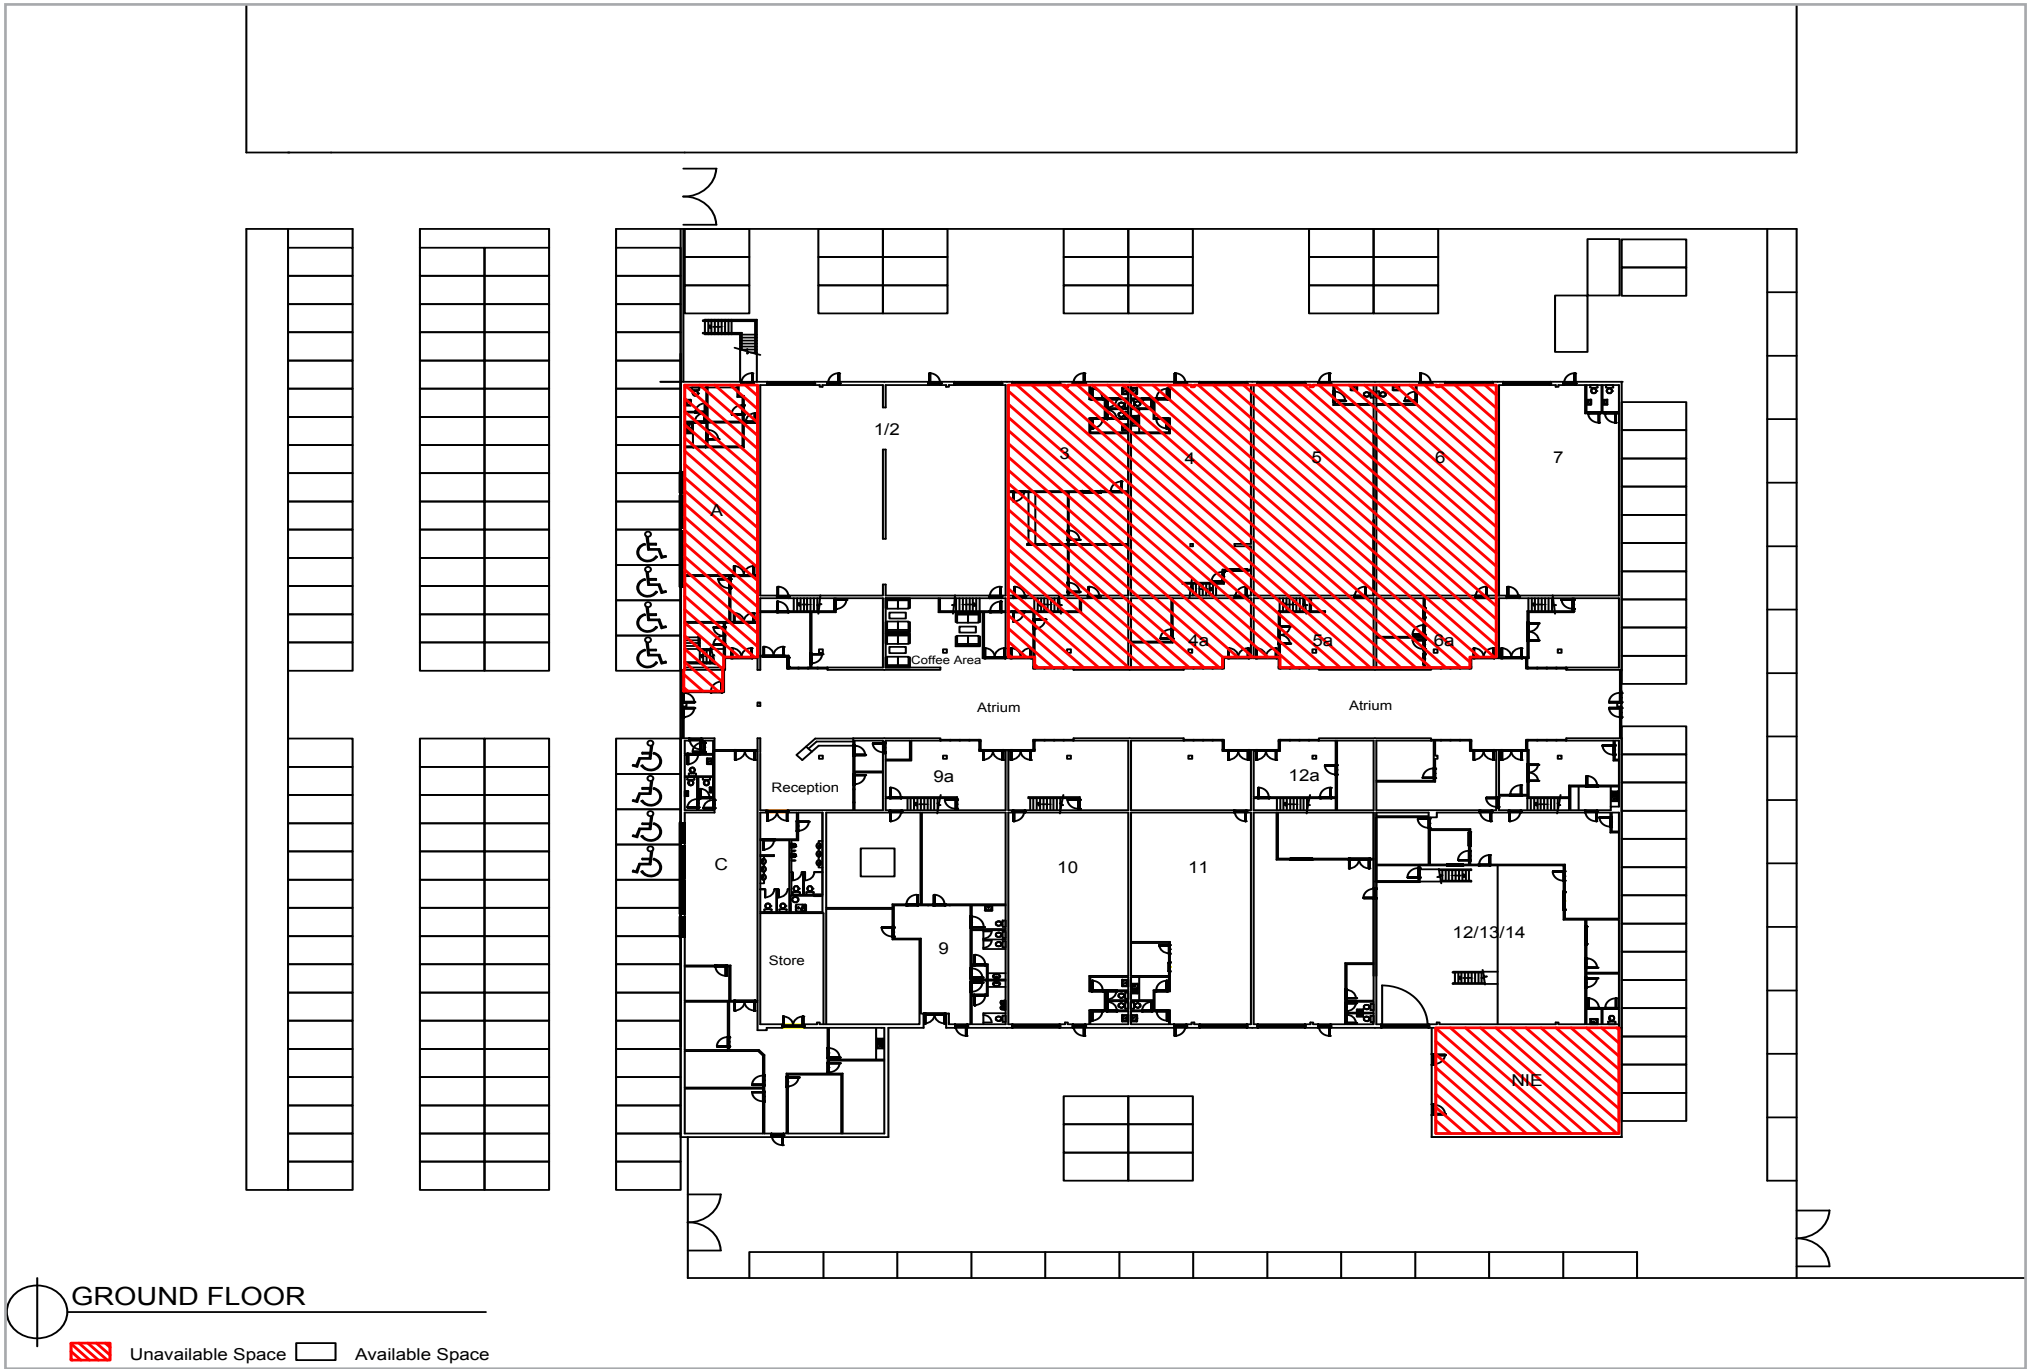 1/2
3
4
5
6
7
A
4a
5a
6a
Coffee Area
Atrium
Atrium
9a
12a
Reception
C
10
11
9
12/13/14
Store
NIE
GROUND FLOOR
Unavailable Space
Available Space